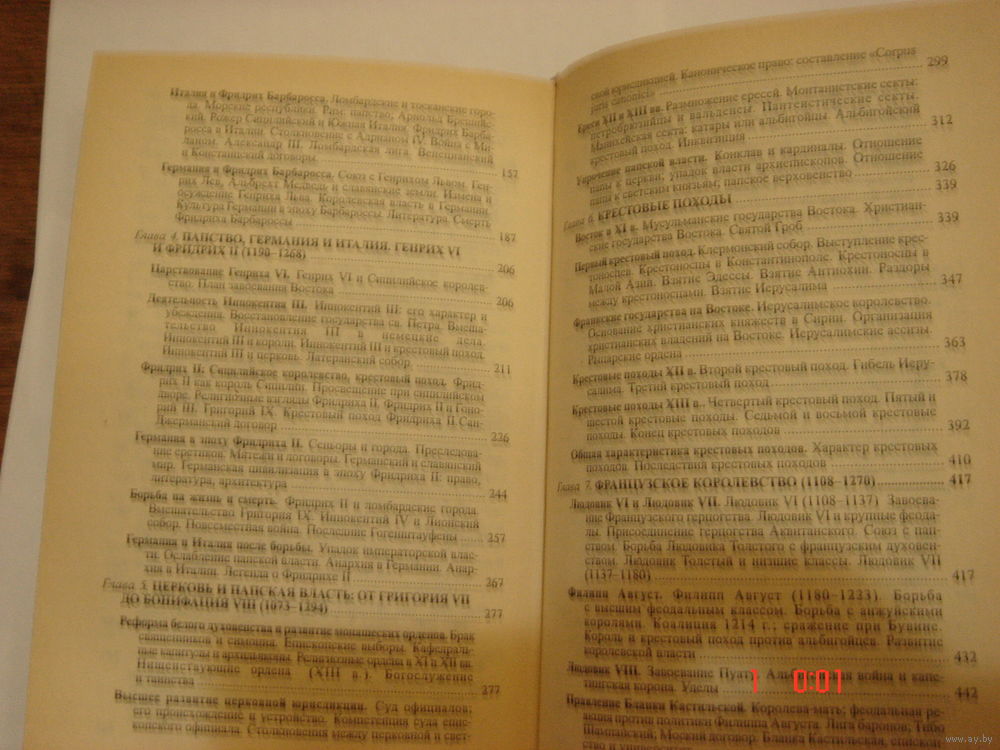 Италия и Фридрих Барбаросса. Ломбардские и тосканские горо-
да. Морские республики. Рим: папство, Арнольд Брешиан-
ский. Рожер Сицилийский и Южная Италия. Фридрих Барба-
росса в Италии. Столкновение с Адрианом IV. Война с Ми-
ланом. Александр III. Ломбардская лига. Венецианский
и Констанцский договоры 157
Германия и Фридрих Барбаросса. Союз с Генрихом Львом. Ген-
рих Лев, Альбрехт Медведь и славянские земли. Измена и
осуждение Генриха Льва. Королевская власть в Германии.
Культура Германии в эпоху Барбароссы. Литература. Смерть
Фридриха Барбароссы 187
Глава 4. ПАПСТВО, ГЕРМАНИЯ И ИТАЛИЯ. ГЕНРИХ VI
И ФРИДРИХ II (1190–1268) 206
Царствование Генриха VI. Генрих VI и Сицилийское королев-
ство. План завоевания Востока 206
Деятельность Иннокентия III. Иннокентий III: его характер и
убеждения. Восстановление государства св. Петра. Вмеша-
тельство Иннокентия III в немецкие дела.
Иннокентий III и короли. Иннокентий III и крестовый поход.
Иннокентий III и церковь. Латеранский собор 211
Фридрих II: Сицилийское королевство, крестовый поход. Фрид-
рих II как король Сицилии. Просвещение при сицилийском
дворе. Религиозные взгляды Фридриха II. Фридрих II и Гоно-
рий III. Григорий IX. Крестовый поход Фридриха II. Сан-
Джерманский договор 226
Германия в эпоху Фридриха II. Сеньоры и города. Преследова-
ние еретиков. Мятежи и договоры. Германский и славянский
мир. Германская цивилизация в эпоху Фридриха II: право,
литература, архитектура 244
Борьба на жизнь и смерть. Фридрих II и ломбардские города.
Вмешательство Григория IX. Иннокентий IV и Лионский
собор. Повсеместная война. Последние Гогенштауфены 257
Германия и Италия после борьбы. Упадок императорской влас-
ти. Ослабление папской власти. Анархия в Германии. Анар-
хия в Италии. Легенда о Фридрихе II 267
Глава 5. ЦЕРКОВЬ И ПАПСКАЯ ВЛАСТЬ: ОТ ГРИГОРИЯ VII
ДО БОНИФАЦИЯ VIII (1073–1294) 277
Реформа белого духовенства и развитие монашеских орденов. Брак
священников и симония. Епископские выборы. Кафедраль-
ные капитулы и архидьяконы. Религиозные ордена в XI и XII вв.
Нищенствующие ордена (XIII в.). Богослужение
и таинства 277
Высшее развитие церковной юрисдикции. Суд официалов;
его происхождение и устройство. Компетенция суда епис-
копского официала. Столкновения между церковной и свет-
ской юрисдикцией. Каноническое право: составление «Corpus
juris canonici» 299
Ереси XII и XIII вв. Размножение ересей. Монтанистские секты:
петробрюзийцы и вальденсы. Пантеистические секты.
Манихейская секта: катары или альбигойцы. Альбигойский
крестовый поход. Инквизиция 312
Упрочение папской власти. Конклав и кардиналы. Отношение
папы к церкви; упадок власти архиепископов. Отношение
папы к светским князьям; папское верховенство 326
Глава 6. КРЕСТОВЫЕ ПОХОДЫ 339
Восток в XI в. Мусульманские государства Востока. Христиан-
ские государства Востока. Святой Гроб 339
Первый крестовый поход. Клермонский собор. Выступление крес-
тоносцев. Крестоносцы в Константинополе. Крестоносцы в
Малой Азии. Взятие Эдессы. Взятие Антиохии. Раздоры
между крестоносцами. Взятие Иерусалима 347
Франкские государства на Востоке. Иерусалимское королевство.
Основание христианских княжеств в Сирии. Организация
христианских владений на Востоке. Иерусалимские ассизы.
Рыцарские ордена 363
Крестовые походы XII в. Второй крестовый поход. Гибель Иеру-
салима. Третий крестовый поход 378
Крестовые походы XIII в.. Четвертый крестовый поход. Пятый и
шестой крестовые походы. Седьмой и восьмой крестовые
походы. Конец крестовых походов 392
Общая характеристика крестовых походов. Характер крестовых
походов. Последствия крестовых походов 410
Глава 7. ФРАНЦУЗСКОЕ КОРОЛЕВСТВО (1108–1270) 417
Людовик VI и Людовик VII. Людовик VI (1108–1137) Завоева-
ние Французского герцогства. Людовик VI и крупные феода-
лы. Присоединение герцогства Аквитанского. Союз с пап-
ством. Борьба Людовика Толстого с французским духовен-
ством. Людовик Толстый и низшие классы. Людовик VII
(1137–1180) 417
Филипп Август. Филипп Август (1180–1223). Борьба
с высшим феодальным классом. Борьба с анжуйскими
королями. Коалиция 1214 г.; сражение при Бувине.
Король и крестовый поход против альбигойцев. Развитие
королевской власти 432
Людовик VIII. Завоевание Пуату. Альбигойская война и капе-
тингская корона. Уделы 442
Правление Бланки Кастильской. Королева-мать; феодальная ре-
акция против политики Филиппа Августа. Лига баронов; Тибо
Шампанский; Моский договор. Бланка Кастильская, епископ-
ство и университет
1 0:01
www.ay.by